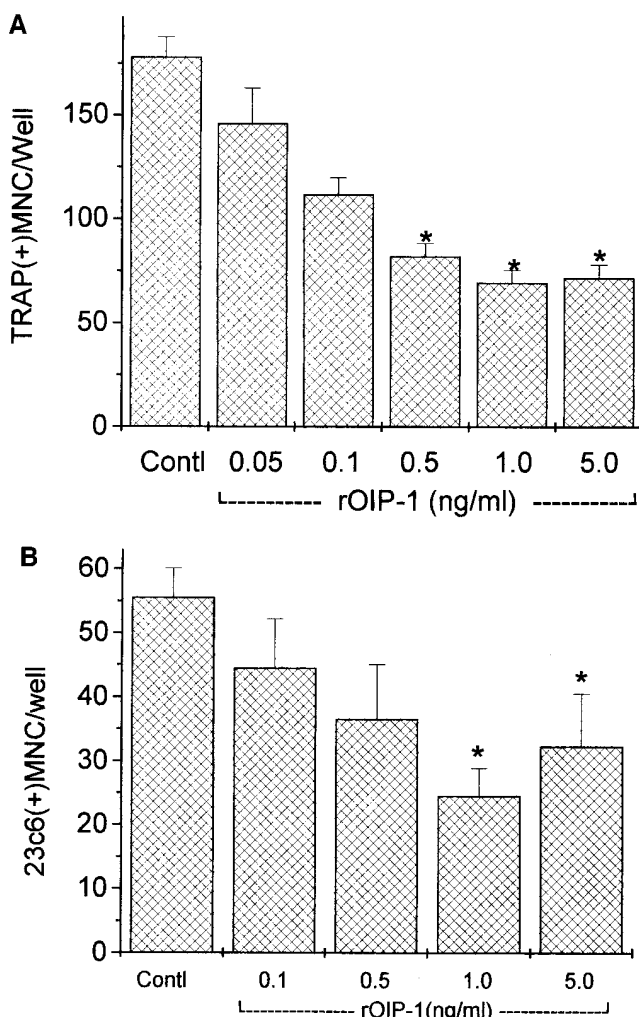 A
TRAP(+)MNC/Well
150
100
50
0
*
*
*
Contl 0.05 0.1 0.5 1.0 5.0
rOIP-1 (ng/ml)
B
23c6(+)MNC/well
60
50
40
30
20
10
0
*
*
Contl 0.1 0.5 1.0 5.0
rOIP-1(ng/ml)